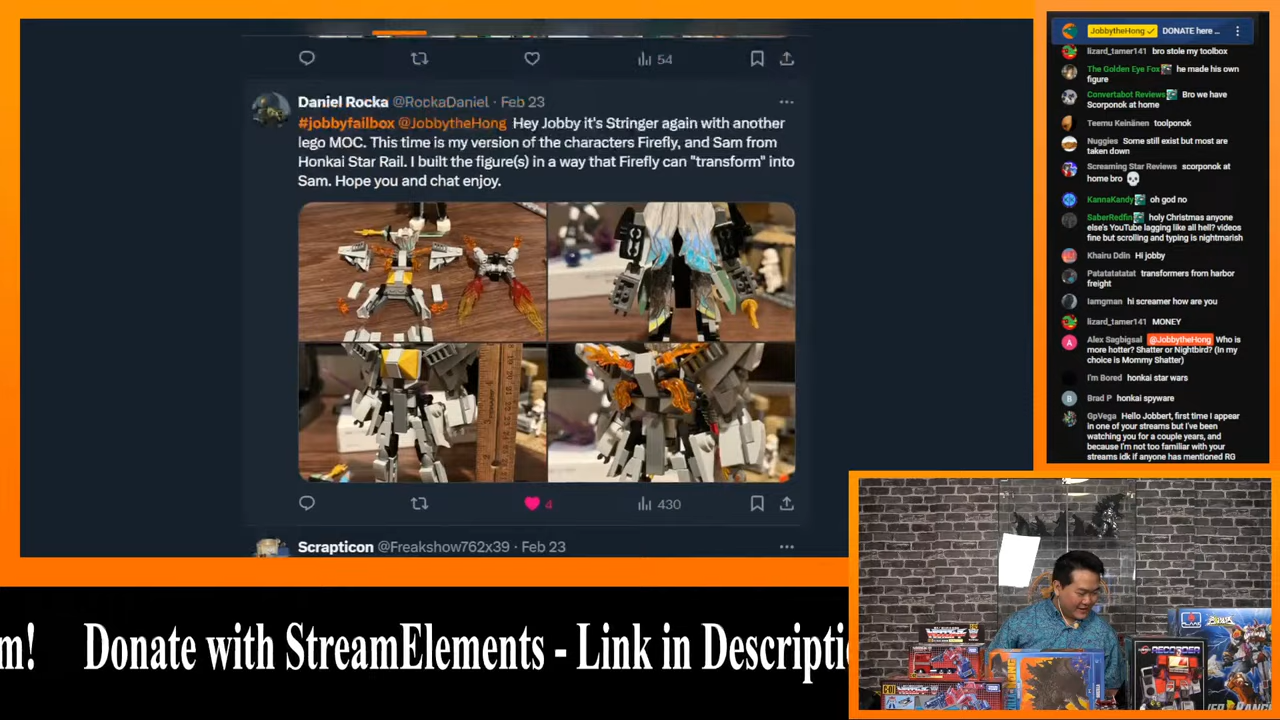 54
Daniel Rocka @RockaDaniel · Feb 23
#jobbyfailbox @JobbytheHong Hey Jobby it's Stringer again with another
lego MOC. This time is my version of the characters Firefly, and Sam from
Honkai Star Rail. I built the figure(s) in a way that Firefly can "transform" into
Sam. Hope you and chat enjoy.
4
430
Scrapticon @Freakshow762x39 · Feb 23
JobbytheHong DONATE here ...
lizard_tamer141 bro stole my toolbox
The Golden Eye Fox he made his own
figure
Convertabot Reviews Bro we have
Scorponok at home
Teemu Keinänen toolponok
Nuggies Some still exist but most are
taken down
Screaming Star Reviews scorponok at
home bro
KannaKandy oh god no
SaberRedfin holy Christmas anyone
else's YouTube lagging like all hell? videos
fine but scrolling and typing is nightmarish
Khairu Ddin Hi jobby
Patatatatatat transformers from harbor
freight
Iamgman hi screamer how are you
lizard_tamer141 MONEY
Alex Sagbigsal @JobbytheHong Who is
more hotter? Shatter or Nightbird? (In my
choice is Mommy Shatter)
I'm Bored honkai star wars
Brad P honkai spyware
GpVega Hello Jobbert, first time I appear
in one of your streams but I've been
watching you for a couple years, and
because I'm not too familiar with your
streams idk if anyone has mentioned RG
m! Donate with StreamElements - Link in Descripti
RECORDER